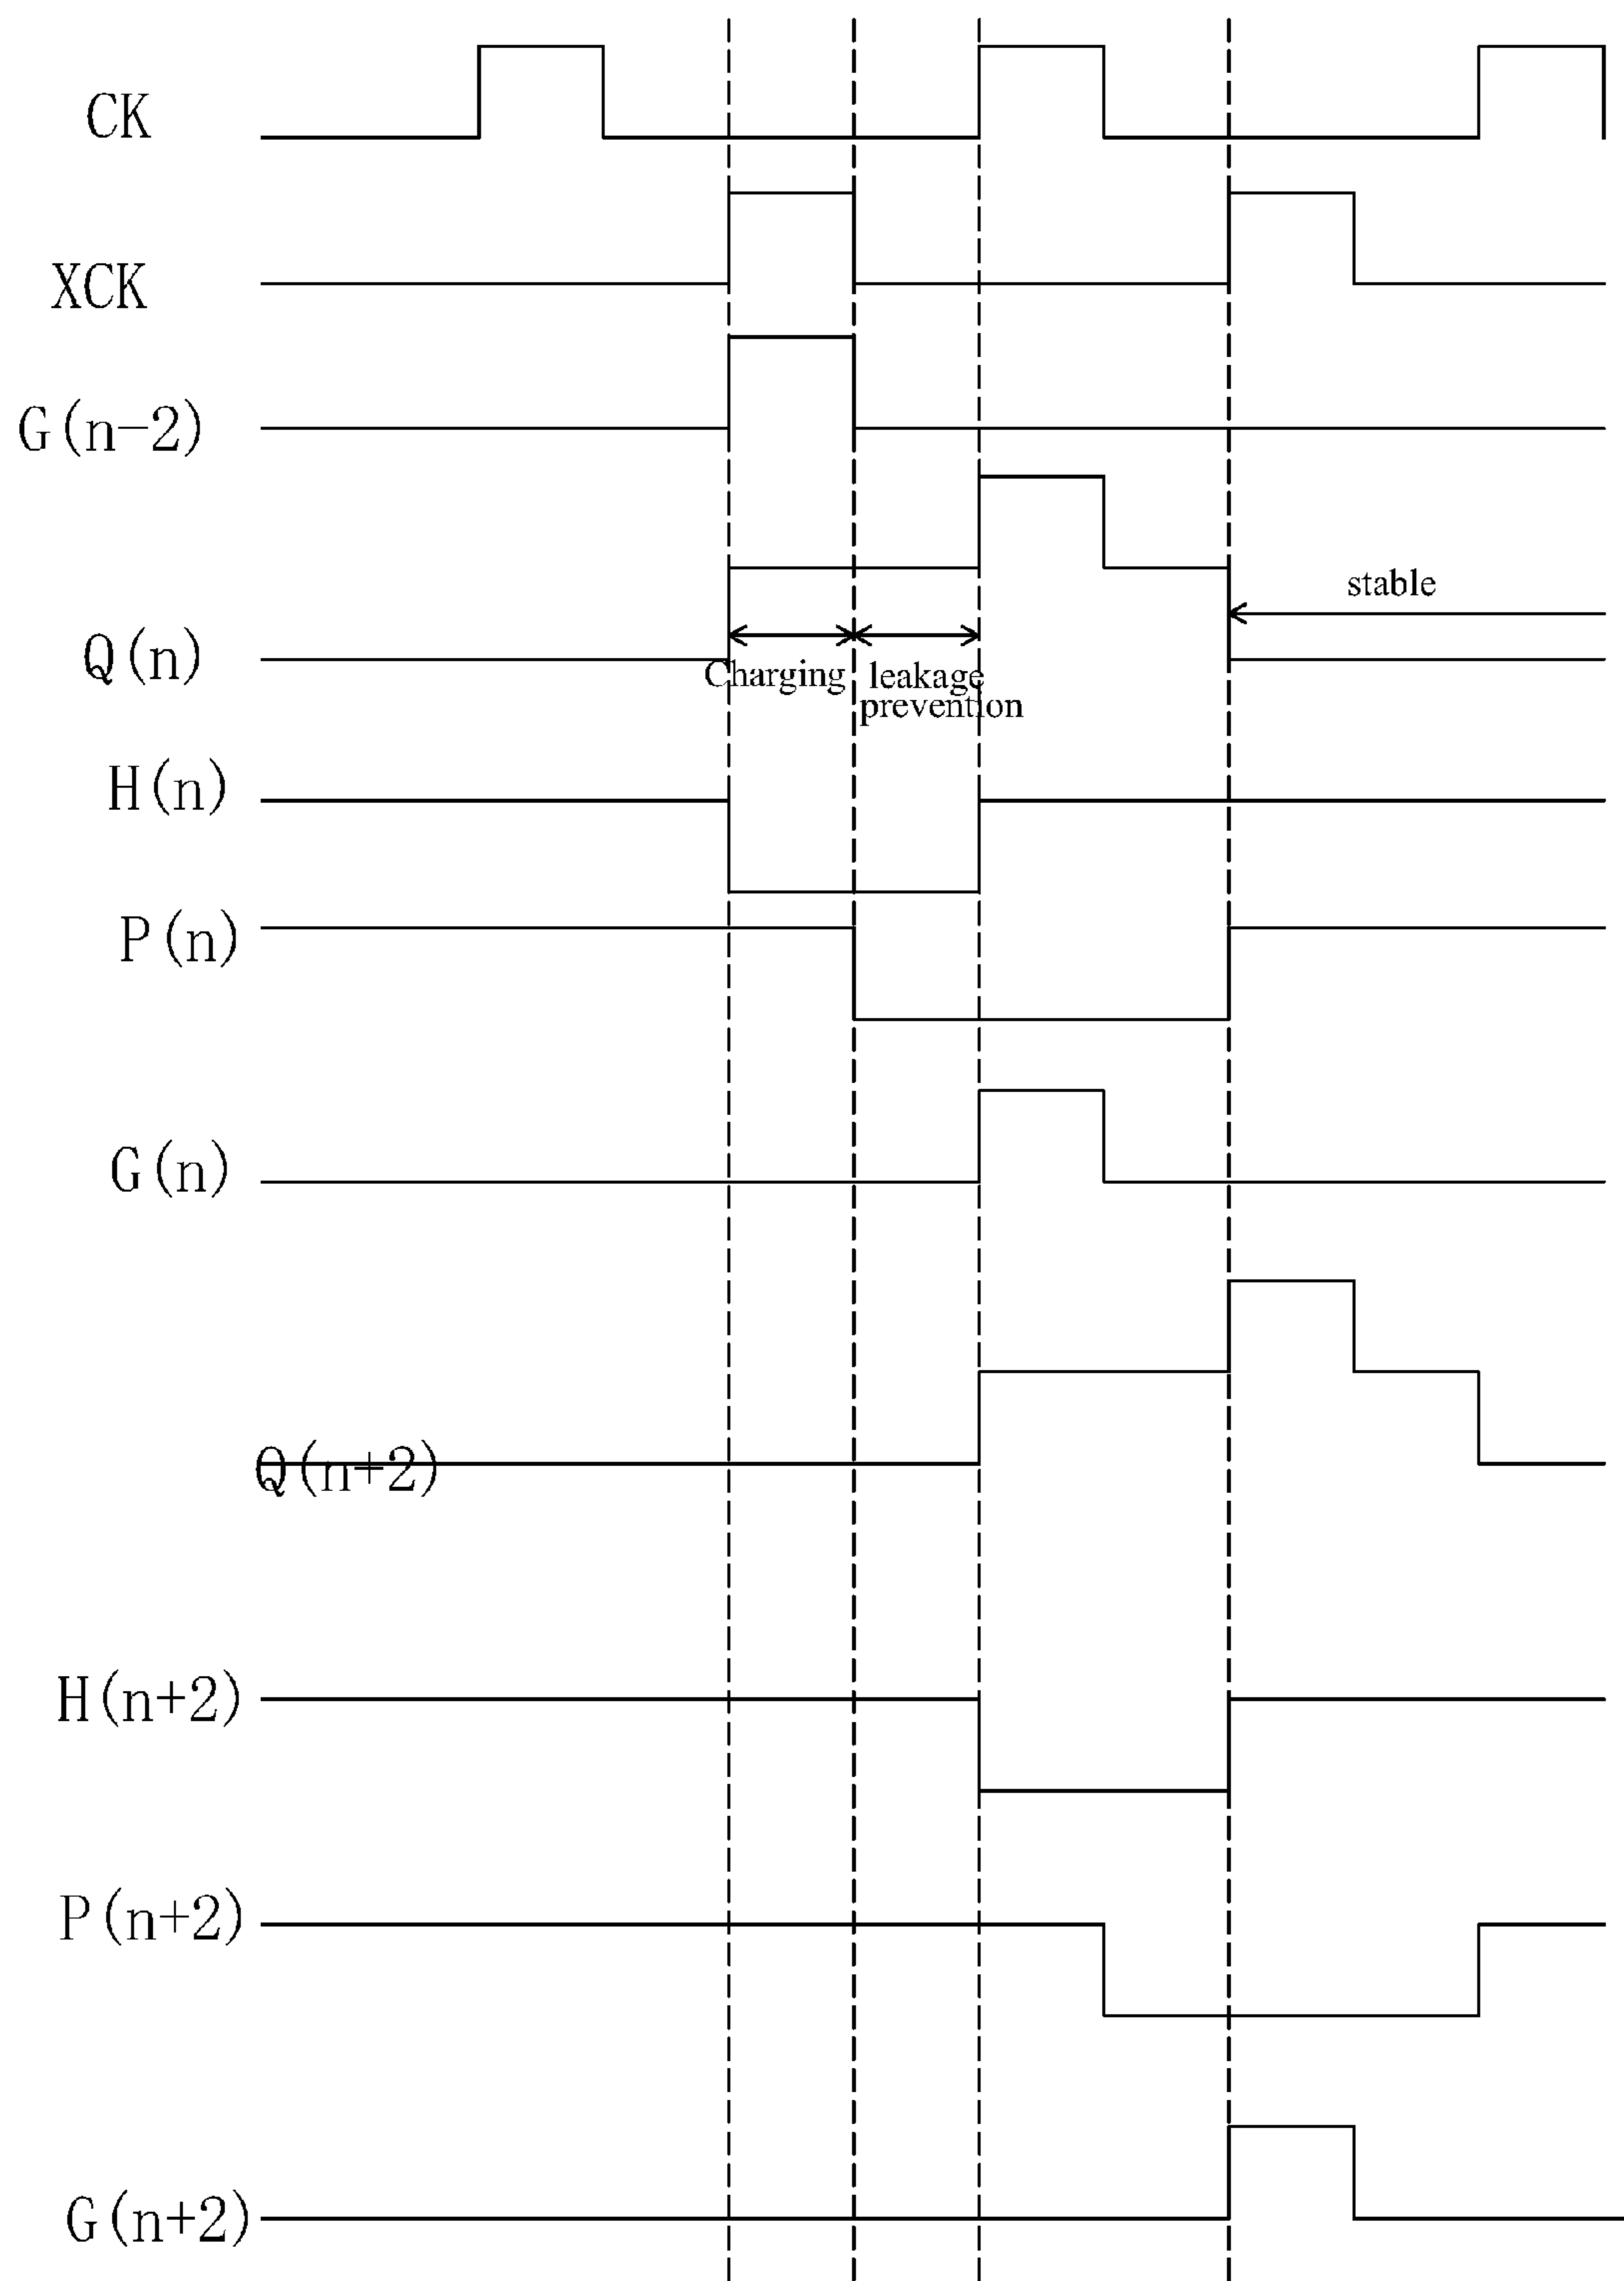 CK
XCK
G(n-2)
stable
Q(n)
Charging
leakage
prevention
H(n)
P(n)
G(n)
Q(n+2)
H(n+2)
P(n+2)
G(n+2)